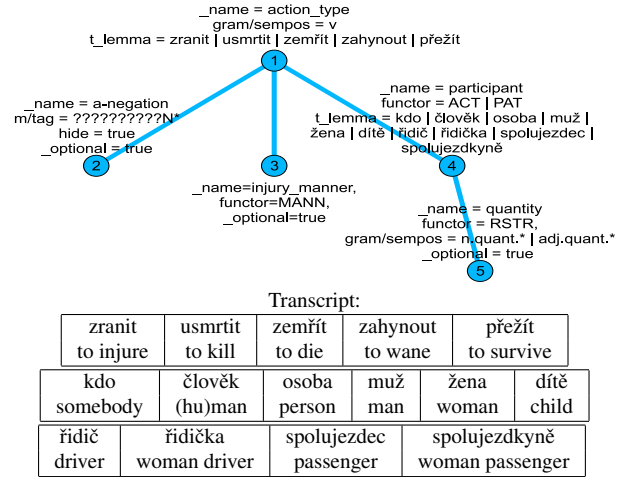 _name = action_type
gram/sempos = v
t_lemma = zranit | usmrtit | zemřít | zahynout | přežít
1
_name = a-negation
m/tag = ??????????N*
hide = true
_optional = true
2
3
_name=injury_manner,
functor=MANN,
_optional=true
_name = participant
functor = ACT | PAT
t_lemma = kdo | člověk | osoba | muž |
žena | dítě | řidič | řidička | spolujezdec |
spolujezdkyně
4
_name = quantity
functor = RSTR,
gram/sempos = n.quant.* | adj.quant.*
_optional = true
5
Transcript:
zranit usmrtit zemřít zahynout přežít
to injure to kill to die to wane to survive
kdo člověk osoba muž žena dítě
somebody (hu)man person man woman child
řidič řidička spolujezdec spolujezdkyně
driver woman driver passenger woman passenger